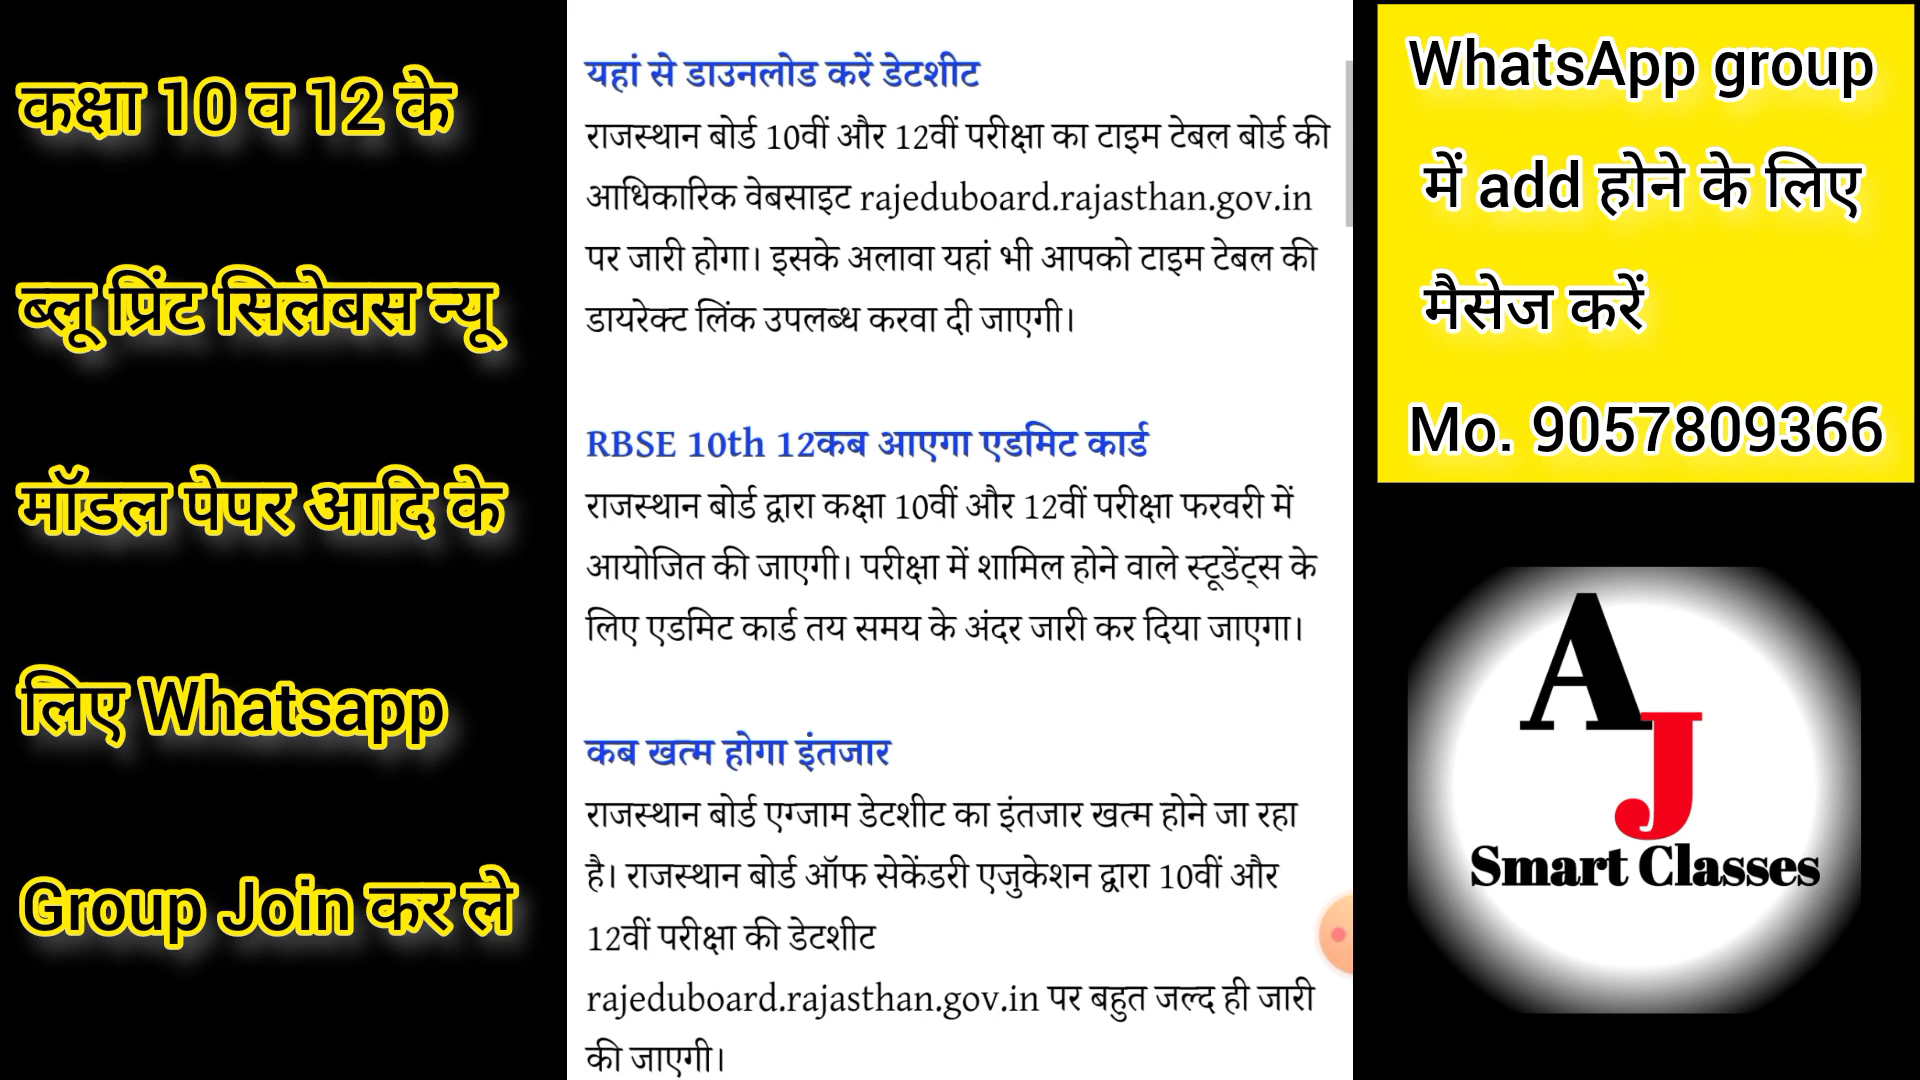 कक्षा 10 व 12 के
ब्लू प्रिंट सिलेबस न्यू
मॉडल पेपर आदि के
लिए Whatsapp
Group Join कर ले
यहां से डाउनलोड करें डेटशीट
राजस्थान बोर्ड 10वीं और 12वीं परीक्षा का टाइम टेबल बोर्ड की
आधिकारिक वेबसाइट rajeduboard.rajasthan.gov.in
पर जारी होगा। इसके अलावा यहां भी आपको टाइम टेबल की
डायरेक्ट लिंक उपलब्ध करवा दी जाएगी।
RBSE 10th 12कब आएगा एडमिट कार्ड
राजस्थान बोर्ड द्वारा कक्षा 10वीं और 12वीं परीक्षा फरवरी में
आयोजित की जाएगी। परीक्षा में शामिल होने वाले स्टूडेंट्स के
लिए एडमिट कार्ड तय समय के अंदर जारी कर दिया जाएगा।
कब खत्म होगा इंतजार
राजस्थान बोर्ड एग्जाम डेटशीट का इंतजार खत्म होने जा रहा
है। राजस्थान बोर्ड ऑफ सेकेंडरी एजुकेशन द्वारा 10वीं और
12वीं परीक्षा की डेटशीट
rajeduboard.rajasthan.gov.in पर बहुत जल्द ही जारी
की जाएगी।
WhatsApp group
में add होने के लिए
मैसेज करें
Mo. 9057809366
AJ
Smart Classes